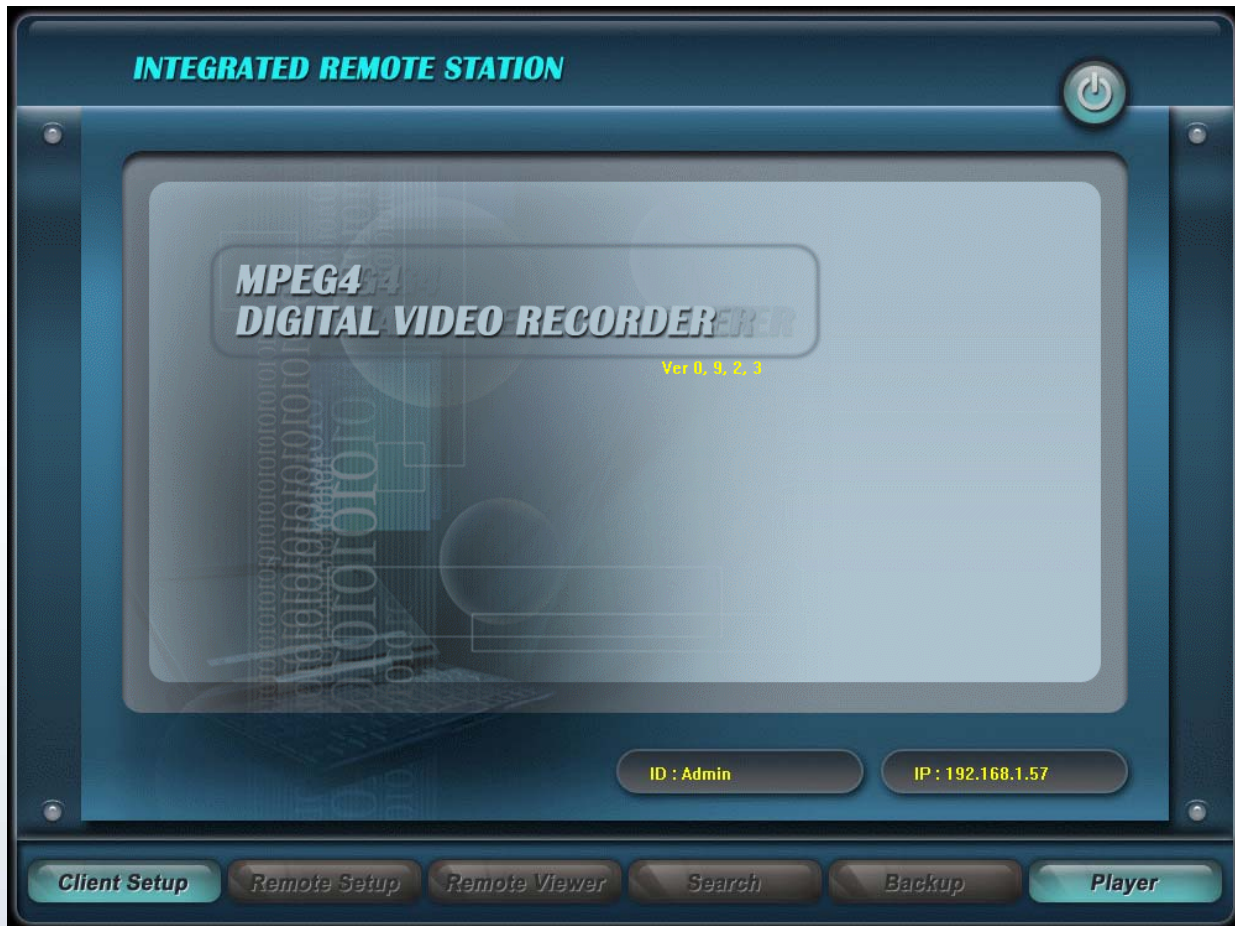 INTEGRATED REMOTE STATION
MPEG4
DIGITAL VIDEO RECORDER
Ver 0, 9, 2, 3
ID : Admin
IP : 192.168.1.57
Client Setup
Remote Setup
Remote Viewer
Search
Backup
Player